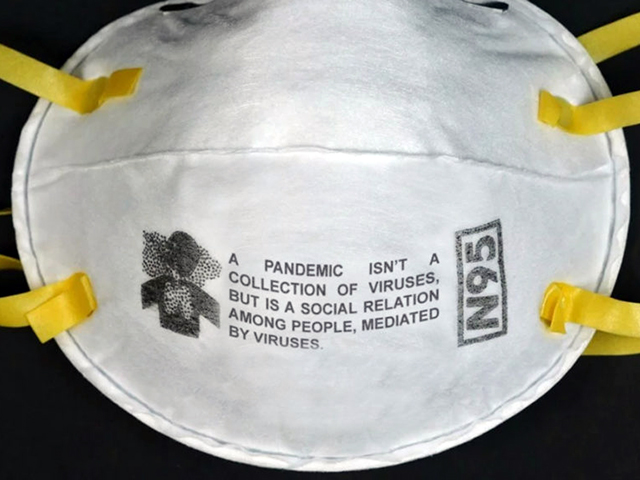 A PANDEMIC ISN'T A
COLLECTION OF VIRUSES,
BUT IS A SOCIAL RELATION
AMONG PEOPLE, MEDIATED
BY VIRUSES.
N95